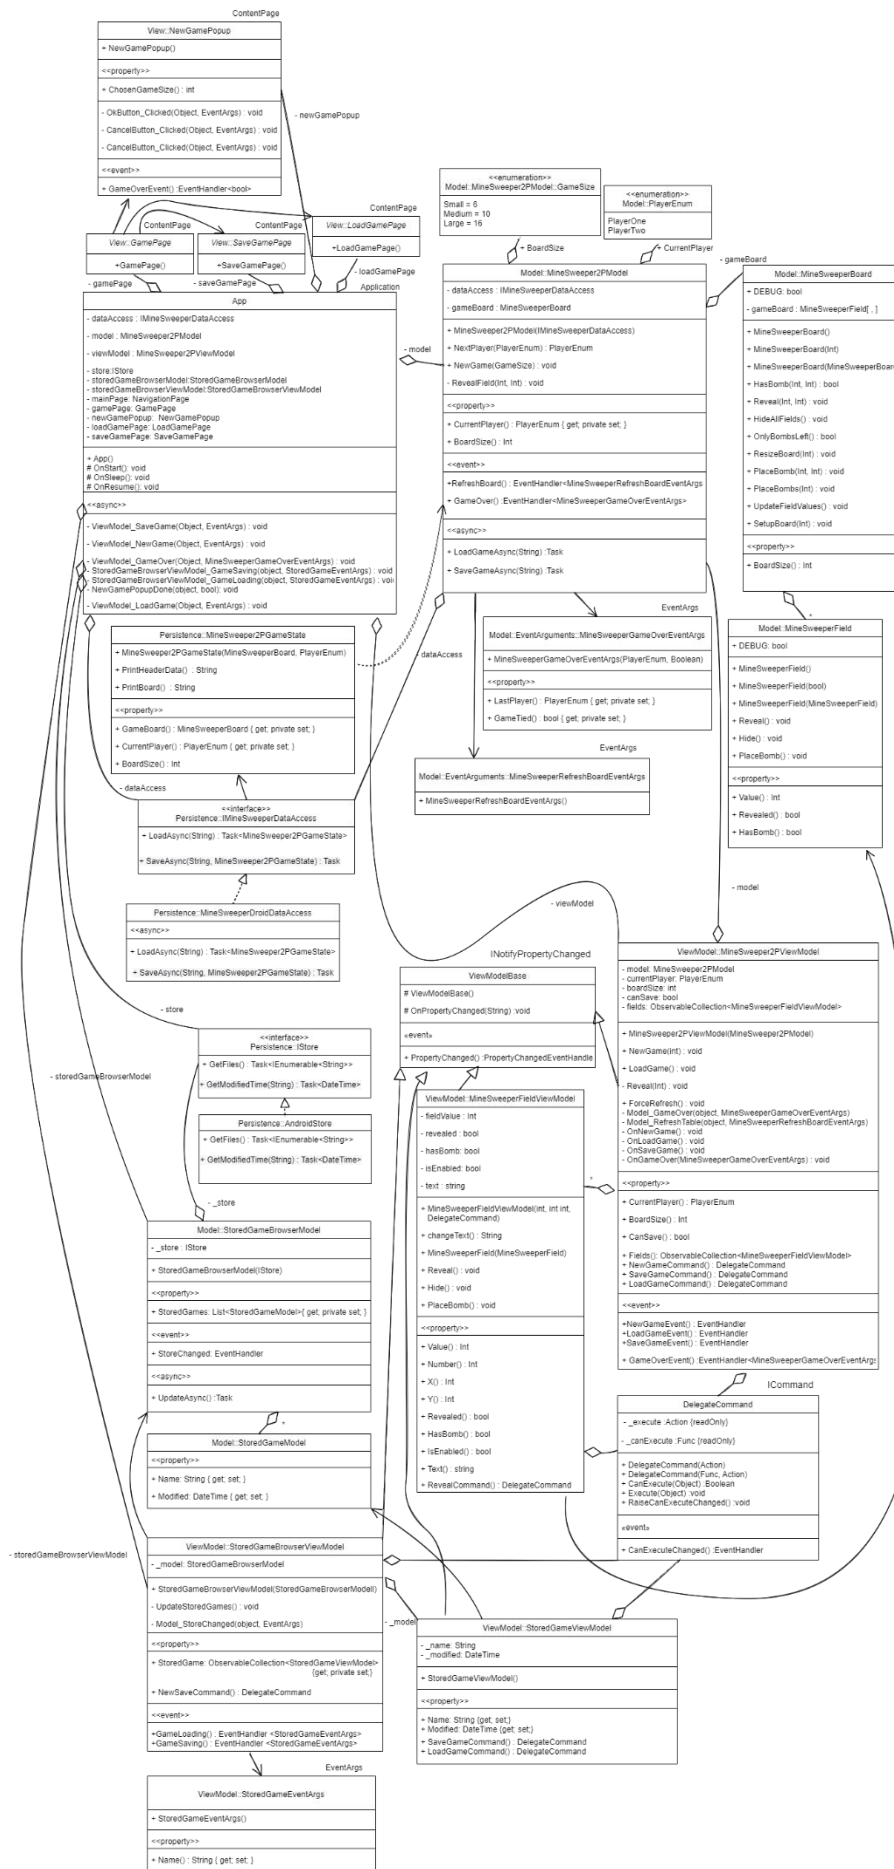 ContentPage
View::NewGamePopup
+ NewGamePopup()
<<property>>
+ ChosenGameSize() : int
- OkButton_Clicked(Object, EventArgs) : void
- CancelButton_Clicked(Object, EventArgs) : void
- CancelButton_Clicked(Object, EventArgs) : void
<<event>>
+ GameOverEvent() :EventHandler<bool>
- newGamePopup
ContentPage
View::GamePage
+GamePage()
- gamePage
ContentPage
View::SaveGamePage
+SaveGamePage()
- saveGamePage
ContentPage
View::LoadGamePage
+LoadGamePage()
- loadGamePage
Application
App
- dataAccess : IMineSweeperDataAccess
- model : MineSweeper2PModel
- viewModel : MineSweeper2PViewModel
- store:IStore
- storedGameBrowserModel:StoredGameBrowserModel
- storedGameBrowserViewModel:StoredGameBrowserViewModel
- mainPage: NavigationPage
- gamePage: GamePage
- newGamePopup: NewGamePopup
- loadGamePage: LoadGamePage
- saveGamePage: SaveGamePage
+ App()
# OnStart(): void
# OnSleep(): void
# OnResume(): void
<<async>>
- ViewModel_SaveGame(Object, EventArgs) : void
- ViewModel_NewGame(Object, EventArgs) : void
- ViewModel_GameOver(Object, MineSweeperGameOverEventArgs) : void
- StoredGameBrowserViewModel_GameSaving(object, StoredGameEventArgs) : void
- StoredGameBrowserViewModel_GameLoading(object, StoredGameEventArgs) : void
- NewGamePopupDone(object, bool): void
- ViewModel_LoadGame(Object, EventArgs) : void
<<enumeration>>
Model::MineSweeper2PModel::GameSize
Small = 6
Medium = 10
Large = 16
+ BoardSize
<<enumeration>>
Model::PlayerEnum
PlayerOne
PlayerTwo
+ CurrentPlayer
- gameBoard
- model
Model::MineSweeper2PModel
- dataAccess : IMineSweeperDataAccess
- gameBoard : MineSweeperBoard
+ MineSweeper2PModel(IMineSweeperDataAccess)
+ NextPlayer(PlayerEnum) : PlayerEnum
+ NewGame(GameSize) : void
- RevealField(Int, Int) : void
<<property>>
+ CurrentPlayer() : PlayerEnum { get; private set; }
+ BoardSize() : Int
<<event>>
+RefreshBoard() : EventHandler<MineSweeperRefreshBoardEventArgs
+ GameOver() :EventHandler<MineSweeperGameOverEventArgs>
<<async>>
+ LoadGameAsync(String) :Task
+ SaveGameAsync(String) :Task
Model::MineSweeperBoard
+ DEBUG: bool
- gameBoard : MineSweeperField[ , ]
+ MineSweeperBoard()
+ MineSweeperBoard(Int)
+ MineSweeperBoard(MineSweeperBoard
+ HasBomb(Int, Int) : bool
+ Reveal(Int, Int) : void
+ HideAllFields() : void
+ OnlyBombsLeft() : bool
+ ResizeBoard(Int) : void
+ PlaceBomb(Int, Int) : void
+ PlaceBombs(Int) : void
+ UpdateFieldValues() : void
+ SetupBoard(Int) : void
<<property>>
+ BoardSize() : Int
*
Model::MineSweeperField
+ DEBUG: bool
+ MineSweeperField()
+ MineSweeperField(bool)
+ MineSweeperField(MineSweeperField)
+ Reveal() : void
+ Hide() : void
+ PlaceBomb() : void
<<property>>
+ Value() : Int
+ Revealed() : bool
+ HasBomb() : bool
EventArgs
Model::EventArguments::MineSweeperGameOverEventArgs
+ MineSweeperGameOverEventArgs(PlayerEnum, Boolean)
<<property>>
+ LastPlayer() : PlayerEnum { get; private set; }
+ GameTied() : bool { get; private set; }
EventArgs
Model::EventArguments::MineSweeperRefreshBoardEventArgs
+ MineSweeperRefreshBoardEventArgs()
- dataAccess
Persistence::MineSweeper2PGameState
+ MineSweeper2PGameState(MineSweeperBoard, PlayerEnum)
+ PrintHeaderData() : String
+ PrintBoard() : String
<<property>>
+ GameBoard() : MineSweeperBoard { get; private set; }
+ CurrentPlayer() : PlayerEnum { get; private set; }
+ BoardSize() : Int
- dataAccess
<<interface>>
Persistence::IMineSweeperDataAccess
+ LoadAsync(String) : Task<MineSweeper2PGameState>
+ SaveAsync(String, MineSweeper2PGameState) : Task
Persistence::MineSweeperDroidDataAccess
<<async>>
+ LoadAsync(String) : Task<MineSweeper2PGameState>
+ SaveAsync(String, MineSweeper2PGameState) : Task
- viewModel
- model
- store
<<interface>>
Persistence::IStore
+ GetFiles() : Task<IEnumerable<String>>
+ GetModifiedTime(String) : Task<DateTime>
Persistence::AndroidStore
+ GetFiles() : Task<IEnumerable<String>>
+ GetModifiedTime(String) : Task<DateTime>
- storedGameBrowserModel
- _store
INotifyPropertyChanged
ViewModelBase
# ViewModelBase()
# OnPropertyChanged(String) :void
«event»
+ PropertyChanged() :PropertyChangedEventHandle
ViewModel::MineSweeper2PViewModel
- model: MineSweeper2PModel
- currentPlayer: PlayerEnum
- boardSize: int
- canSave: bool
- fields: ObservableCollection<MineSweeperFieldViewModel>
+ MineSweeper2PViewModel(MineSweeper2PModel)
+ NewGame(int) : void
+ LoadGame() : void
- Reveal(Int) : void
+ ForceRefresh() : void
- Model_GameOver(object, MineSweeperGameOverEventArgs)
- Model_RefreshTable(object, MineSweeperRefreshBoardEventArgs)
- OnNewGame() : void
- OnLoadGame() : void
- OnSaveGame() : void
- OnGameOver(MineSweeperGameOverEventArgs) : void
<<property>>
+ CurrentPlayer() : PlayerEnum
+ BoardSize() : Int
+ CanSave() : bool
+ Fields() : ObservableCollection<MineSweeperFieldViewModel>
+ NewGameCommand() : DelegateCommand
+ SaveGameCommand() : DelegateCommand
+ LoadGameCommand() : DelegateCommand
<<event>>
+NewGameEvent() : EventHandler
+LoadGameEvent() : EventHandler
+SaveGameEvent() : EventHandler
+ GameOverEvent() :EventHandler<MineSweeperGameOverEventArgs
ViewModel::MineSweeperFieldViewModel
- fieldValue : Int
- revealed : bool
- hasBomb : bool
- isEnabled: bool
- text : string
+ MineSweeperFieldViewModel(int, int int,
DelegateCommand)
+ changeText() : String
+ MineSweeperField(MineSweeperField)
+ Reveal() : void
+ Hide() : void
+ PlaceBomb() : void
<<property>>
+ Value() : Int
+ Number() : Int
+ X() : Int
+ Y() : Int
+ Revealed() : bool
+ HasBomb() : bool
+ IsEnabled() : bool
+ Text() : string
+ RevealCommand() : DelegateCommand
*
Model::StoredGameBrowserModel
- _store : IStore
+ StoredGameBrowserModel(IStore)
<<property>>
+ StoredGames: List<StoredGameModel>{ get; private set; }
<<event>>
+ StoreChanged: EventHandler
<<async>>
+ UpdateAsync() :Task
*
Model::StoredGameModel
<<property>>
+ Name: String { get; set; }
+ Modified: DateTime { get; set; }
ICommand
DelegateCommand
- _execute :Action {readOnly}
- _canExecute :Func {readOnly}
+ DelegateCommand(Action)
+ DelegateCommand(Func, Action)
+ CanExecute(Object) :Boolean
+ Execute(Object) :void
+ RaiseCanExecuteChanged() :void
«event»
+ CanExecuteChanged() :EventHandler
- storedGameBrowserViewModel
ViewModel::StoredGameBrowserViewModel
- _model: StoredGameBrowserModel
+ StoredGameBrowserViewModel(StoredGameBrowserModel)
- UpdateStoredGames() : void
- Model_StoreChanged(object, EventArgs)
<<property>>
+ StoredGame: ObservableCollection<StoredGameViewModel>
{get; private set;}
+ NewSaveCommand() : DelegateCommand
<<event>>
+GameLoading() : EventHandler <StoredGameEventArgs>
+GameSaving() : EventHandler <StoredGameEventArgs>
- _model
ViewModel::StoredGameViewModel
- _name: String
- _modified: DateTime
+ StoredGameViewModel()
<<property>>
+ Name: String {get; set;}
+ Modified: DateTime {get; set;}
+ SaveGameCommand() : DelegateCommand
+ LoadGameCommand() : DelegateCommand
EventArgs
ViewModel::StoredGameEventArgs
+ StoredGameEventArgs()
<<property>>
+ Name() : String { get; set; }